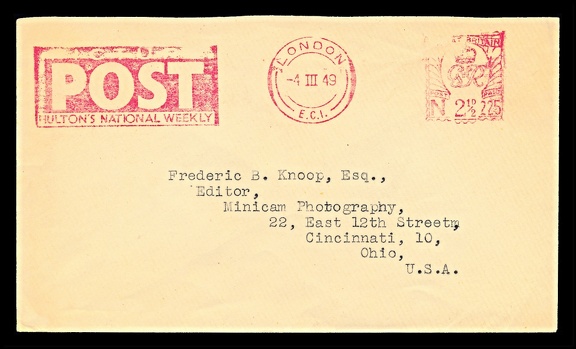 POST
HULTON'S NATIONAL WEEKLY
LONDON
-4 III 49
E.C.1.
N 2½D 225
Frederic B. Knoop, Esq.,
Editor,
Minicam Photography,
22, East 12th Streetm,
Cincinnati, 10,
Ohio,
U.S.A.